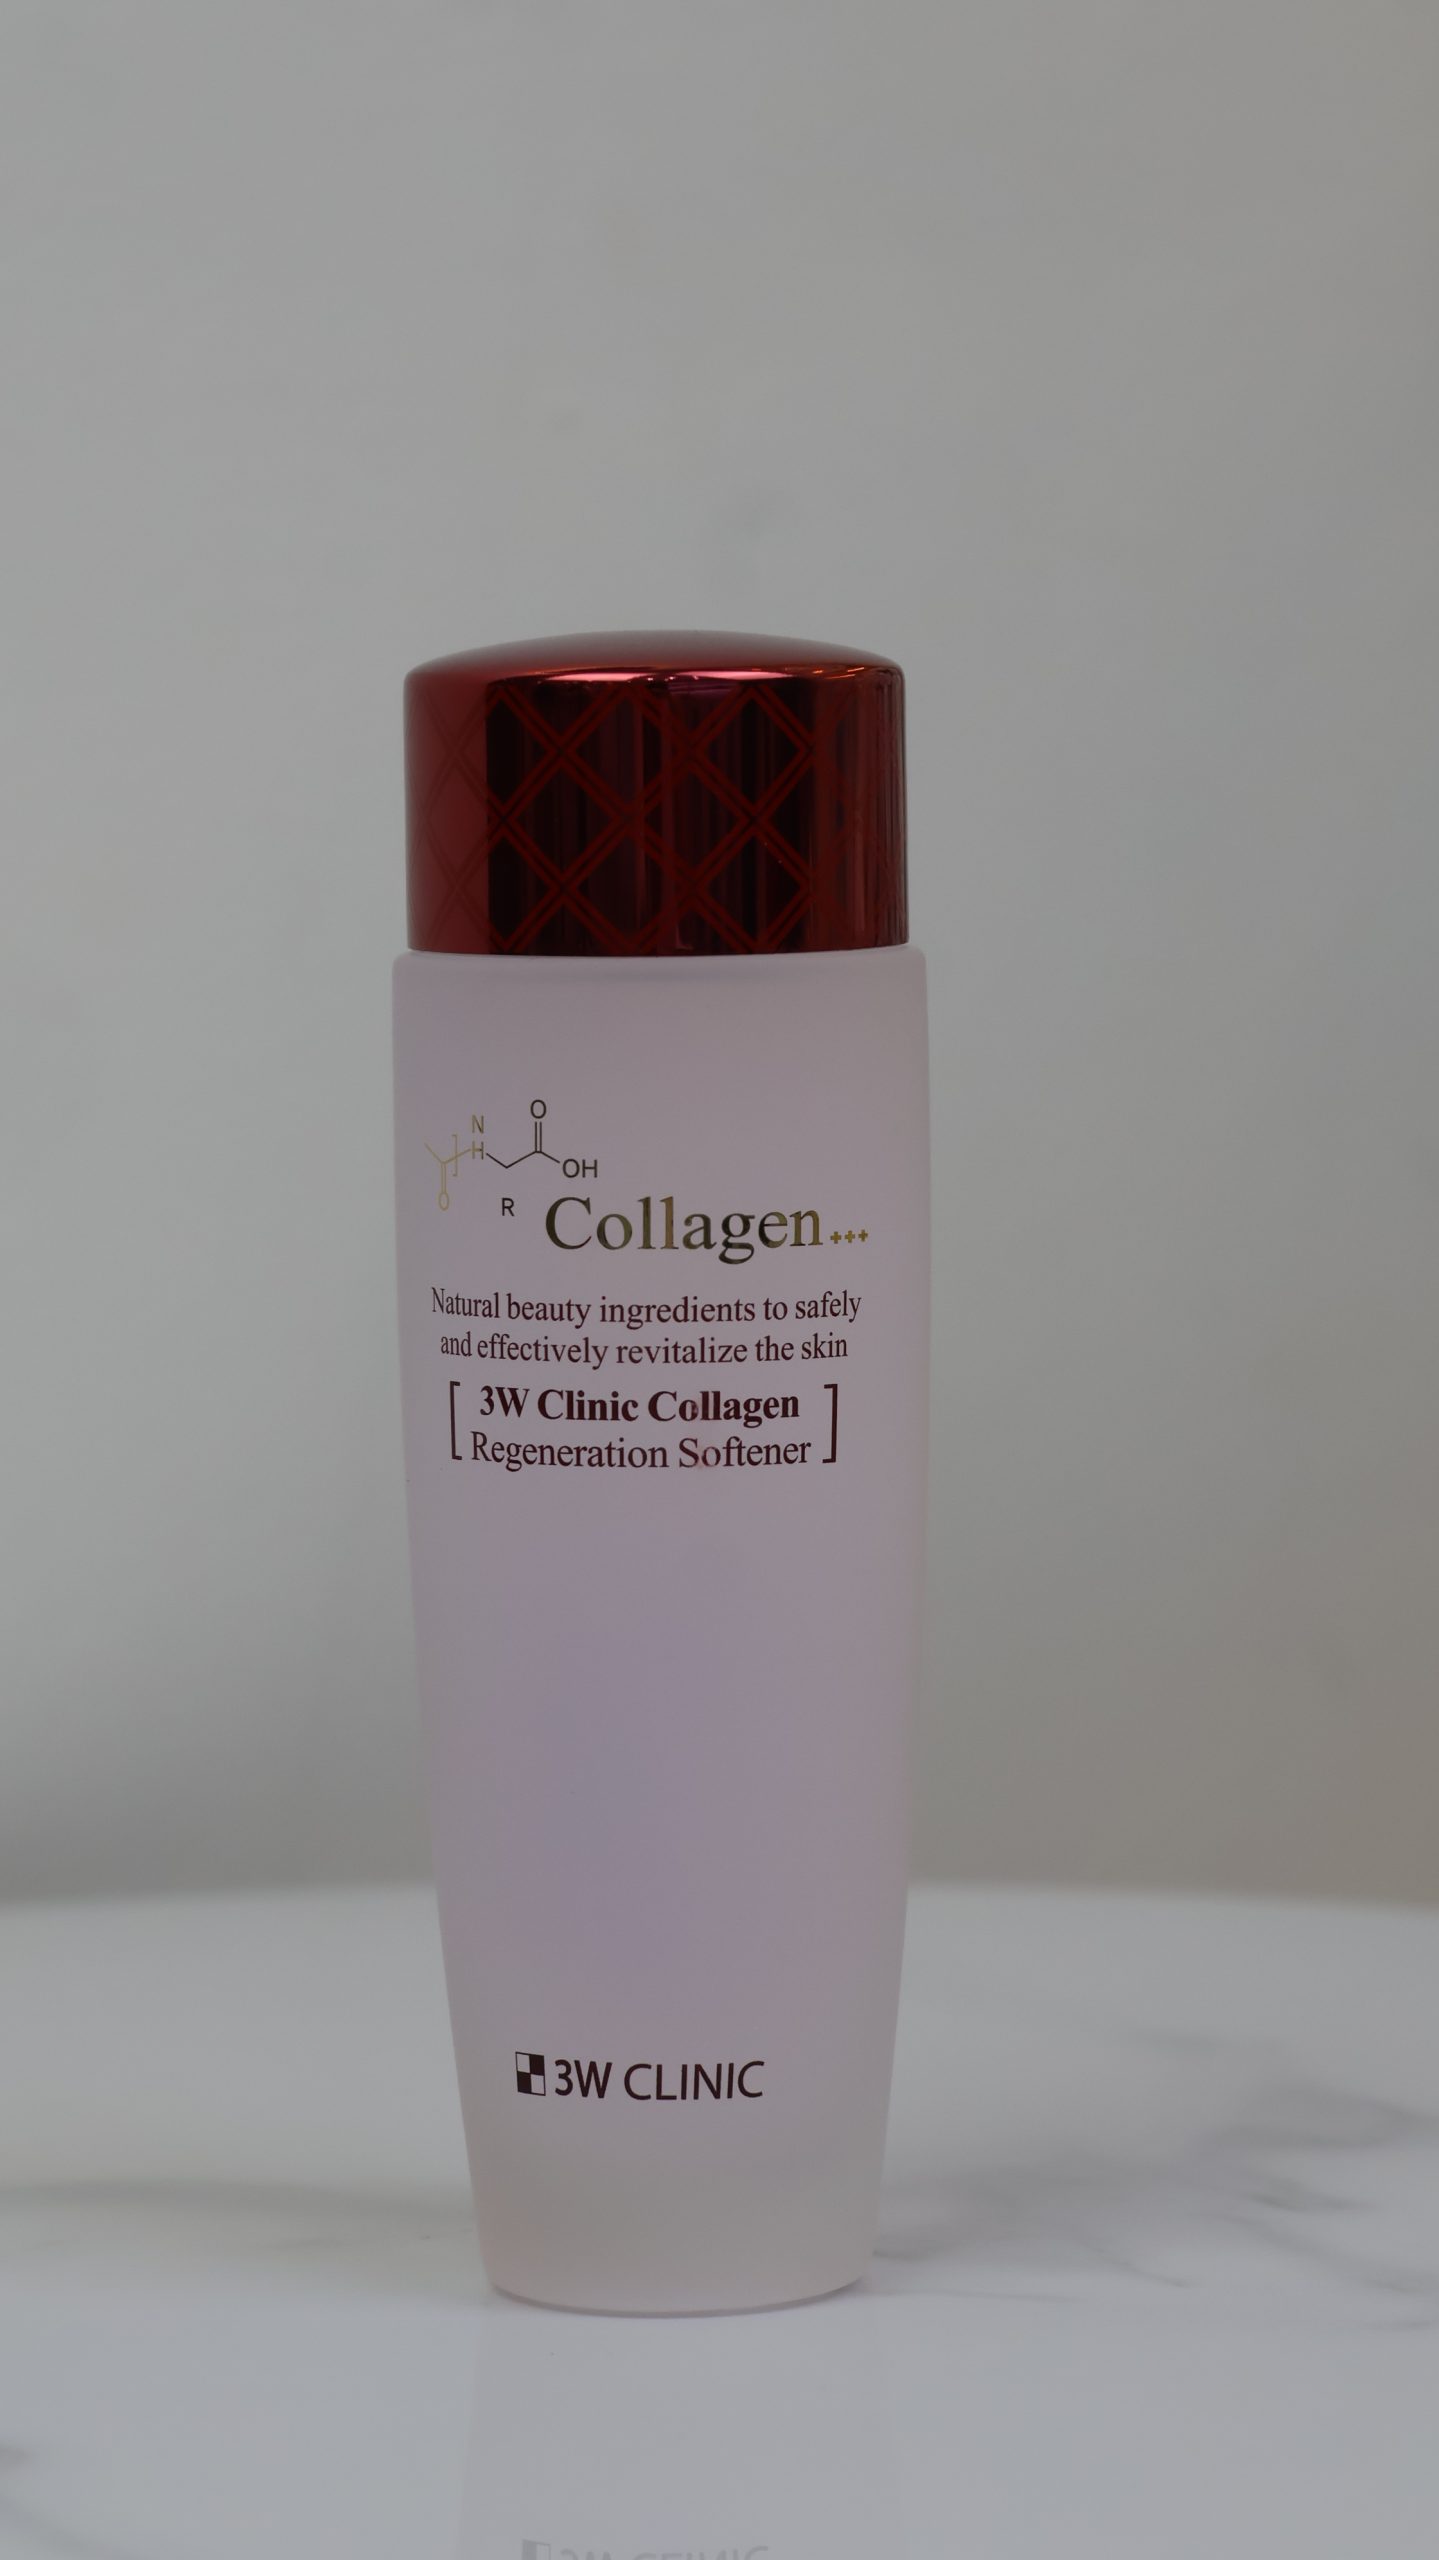 O
N
H
OH
O
R
Collagen+++
Natural beauty ingredients to safely
and effectively revitalize the skin
[ 3W Clinic Collagen
Regeneration Softener ]
3W CLINIC